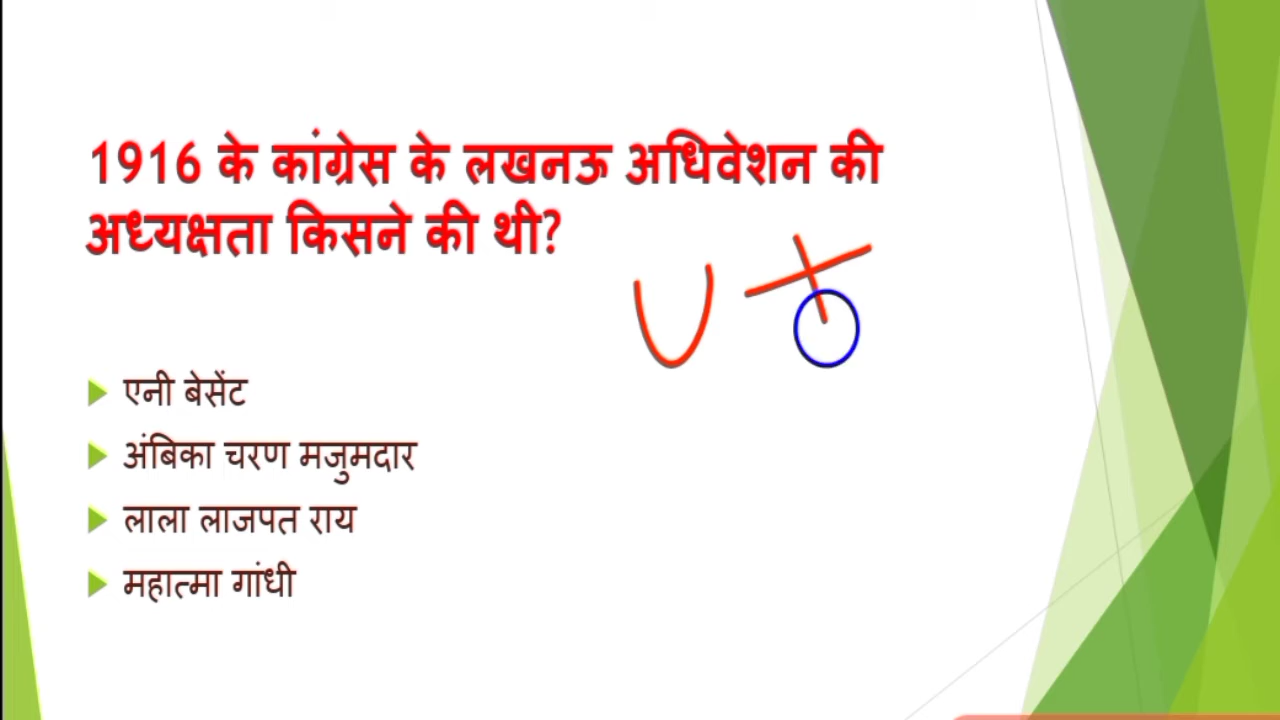 1916 के कांग्रेस के लखनऊ अधिवेशन की
अध्यक्षता किसने की थी?
एनी बेसेंट
अंबिका चरण मजुमदार
लाला लाजपत राय
महात्मा गांधी